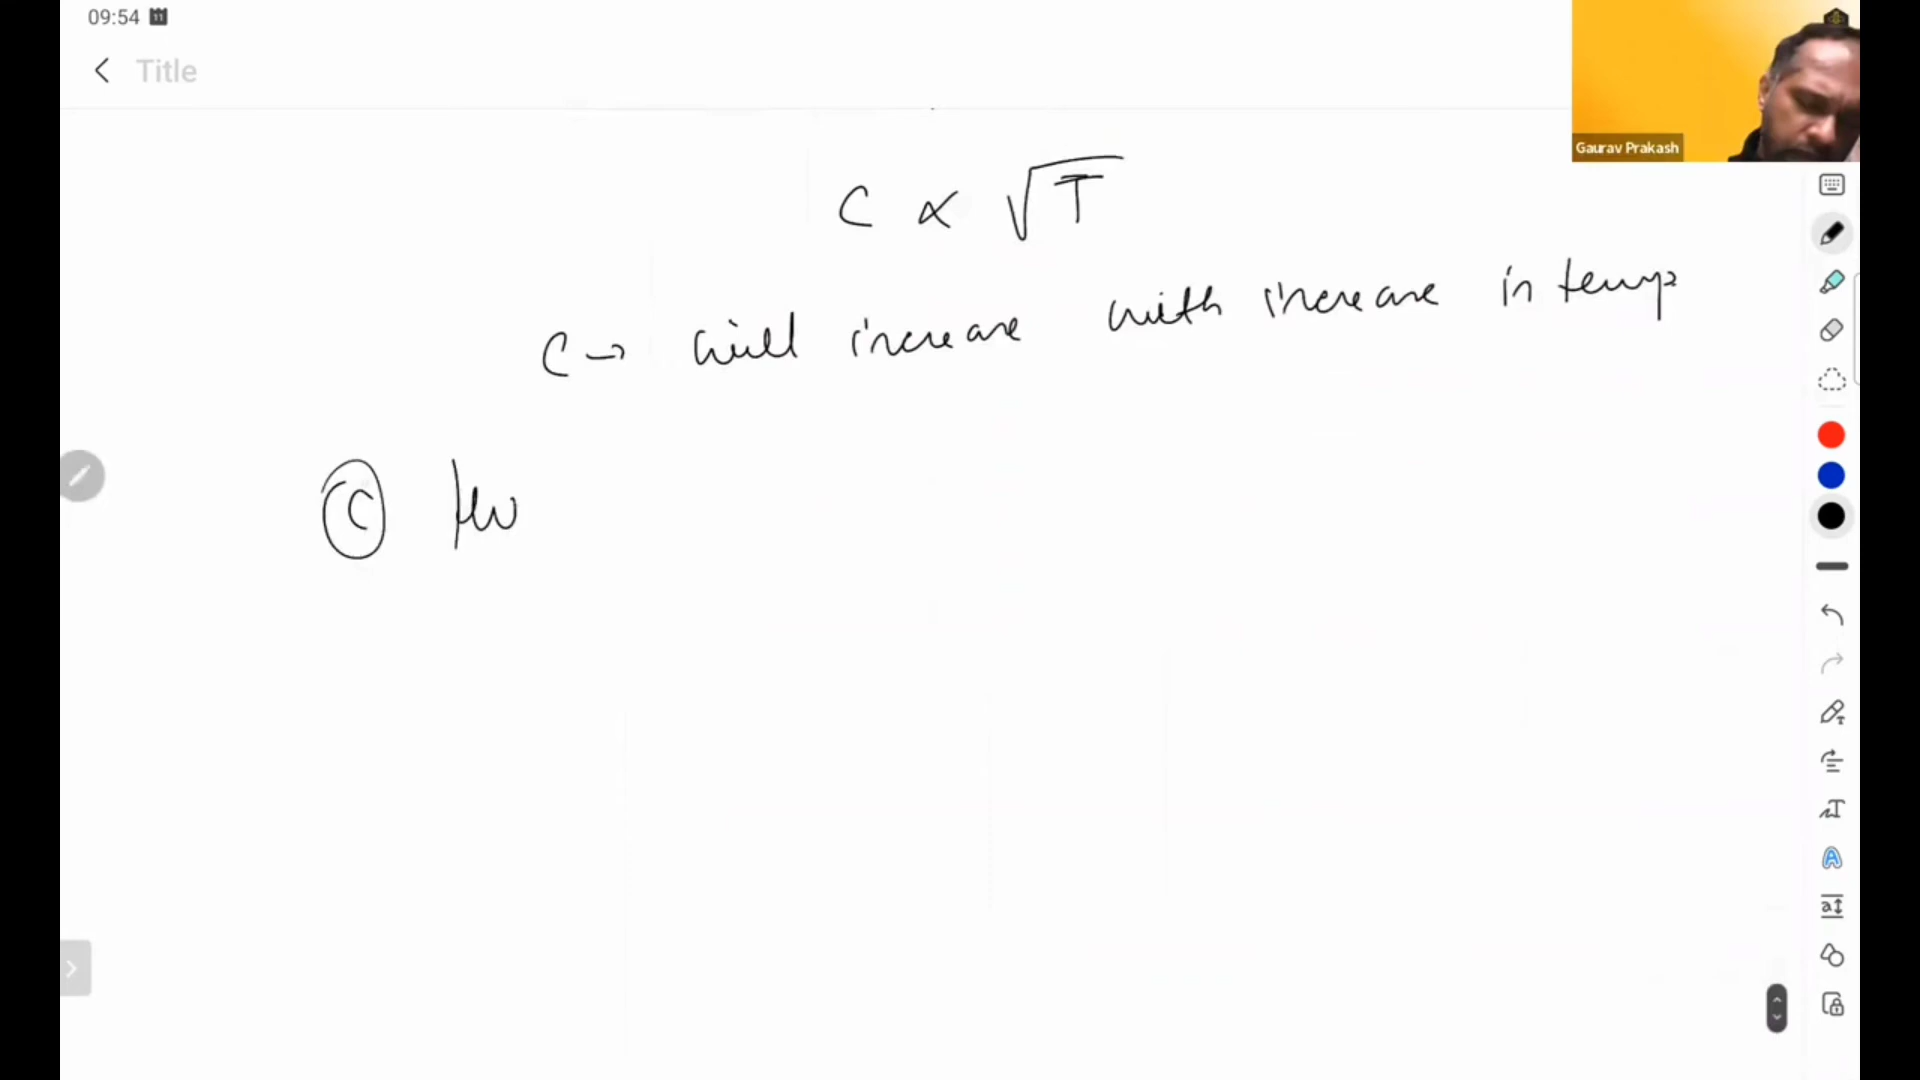 09:54
Title
Gaurav Prakash
C ∝ √T
C → will increase with increase in temp
(C)